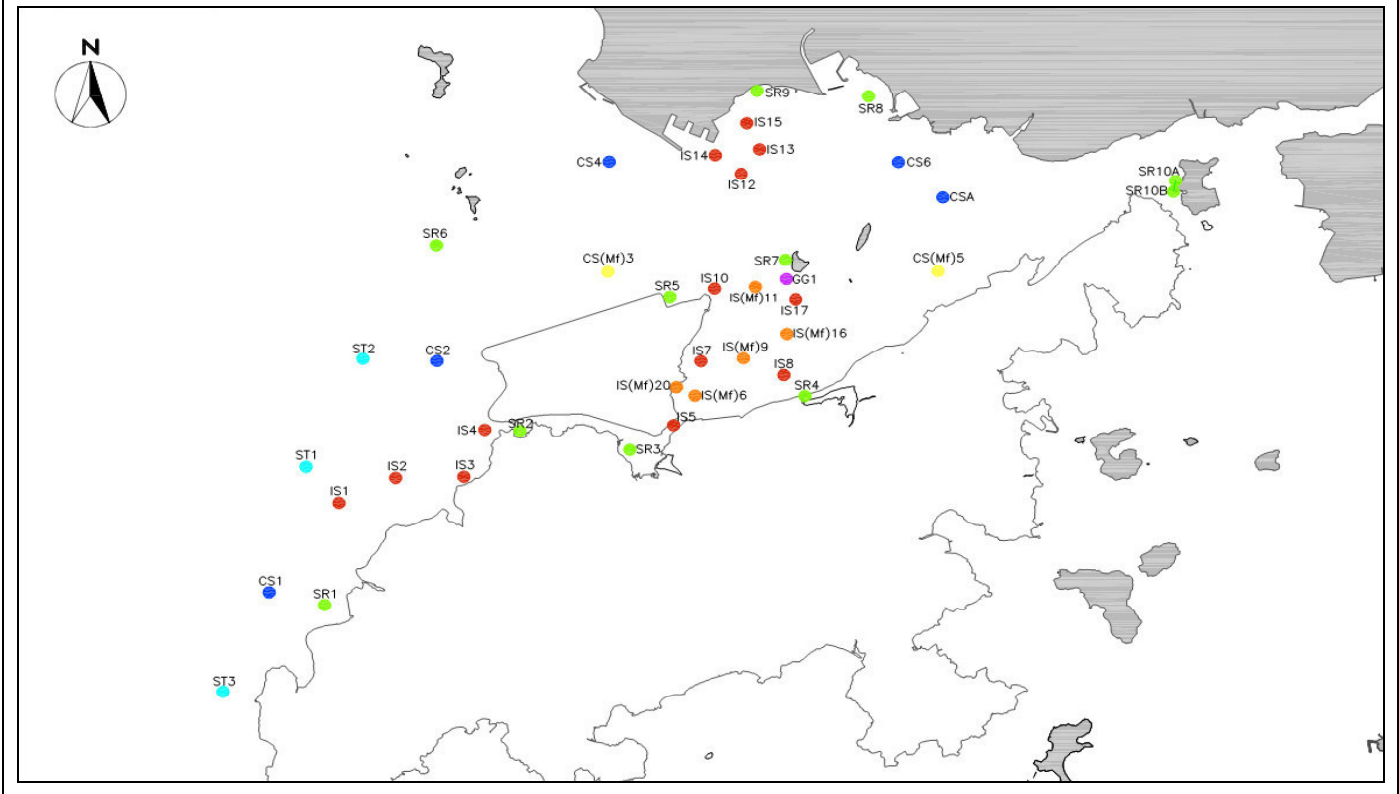 N
SR9
SR8
IS15
IS14
IS13
CS4
CS6
IS12
SR10A
SR10B
CSA
SR6
CS(Mf)3
SR7
CS(Mf)5
GG1
IS10
SR5
IS(Mf)11
IS17
IS(Mf)16
ST2
CS2
IS7
IS(Mf)9
IS8
IS(Mf)20
SR4
IS(Mf)6
IS5
SR2
IS4
SR3
ST1
IS2
IS3
IS1
CS1
SR1
ST3